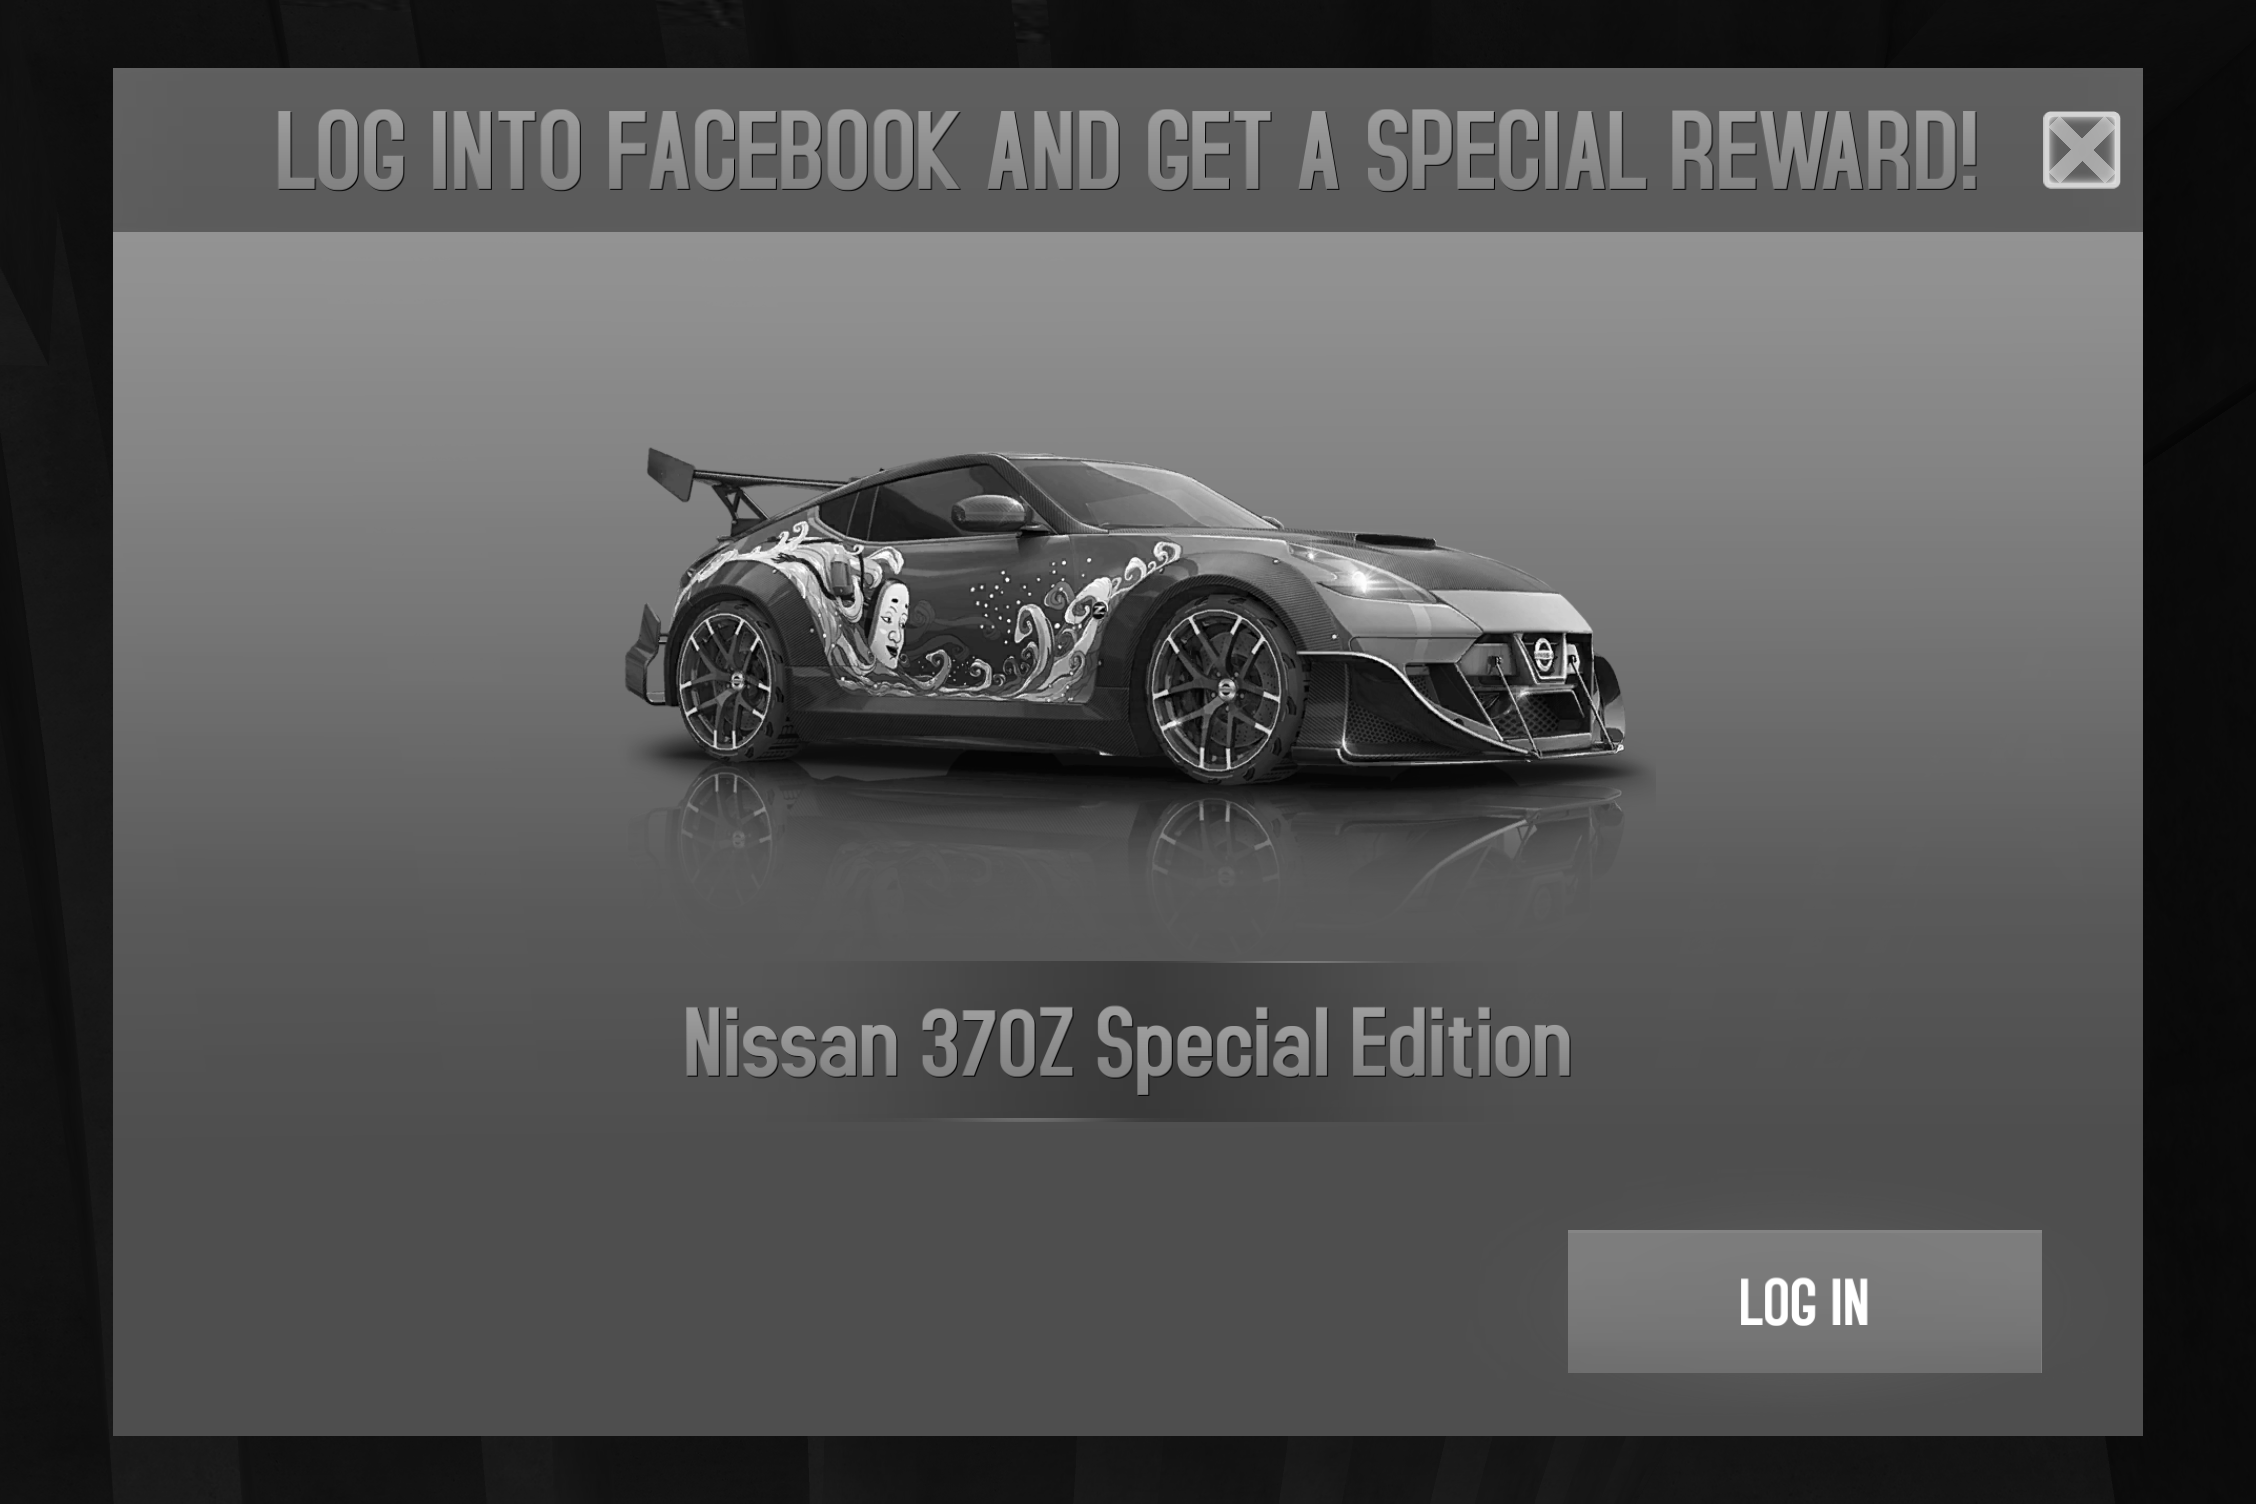 LOG INTO FACEBOOK AND GET A SPECIAL REWARD!
Nissan 370Z Special Edition
LOG IN